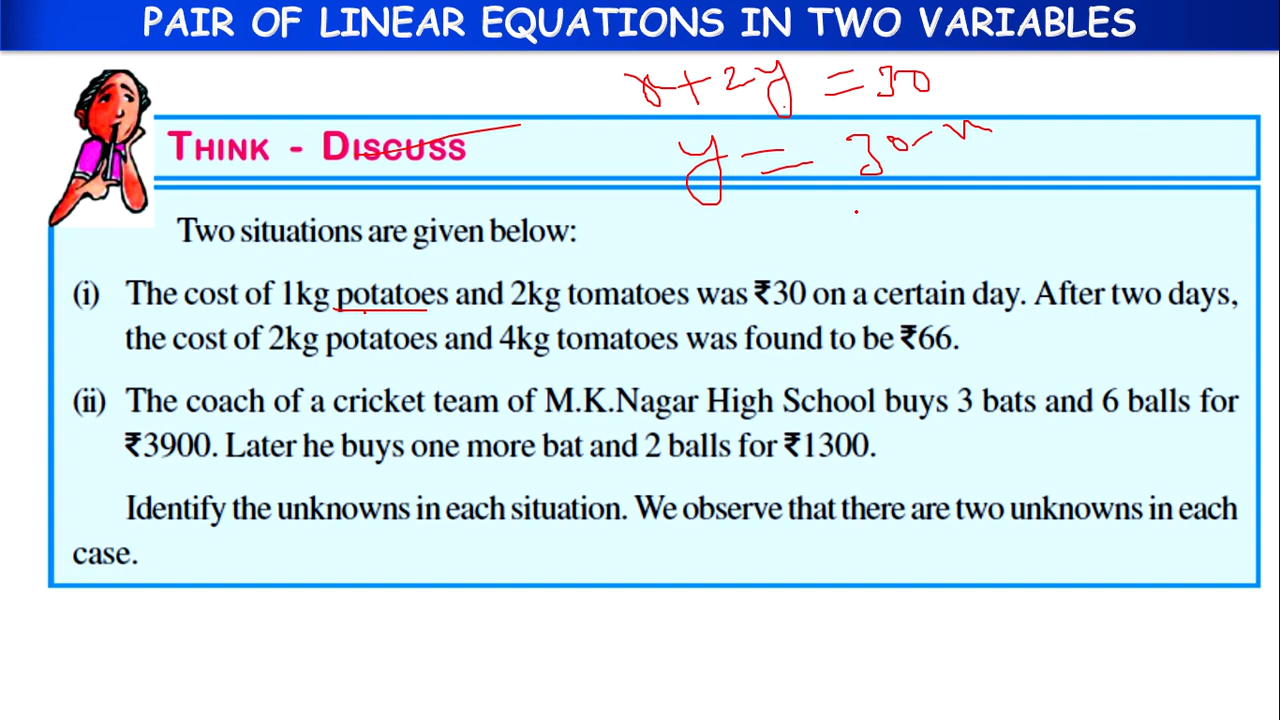 PAIR OF LINEAR EQUATIONS IN TWO VARIABLES
x+2y = 30
THINK - DISCUSS
y = 30-x
Two situations are given below:
(i) The cost of 1kg potatoes and 2kg tomatoes was ₹30 on a certain day. After two days,
the cost of 2kg potatoes and 4kg tomatoes was found to be ₹66.
(ii) The coach of a cricket team of M.K.Nagar High School buys 3 bats and 6 balls for
₹3900. Later he buys one more bat and 2 balls for ₹1300.
Identify the unknowns in each situation. We observe that there are two unknowns in each
case.